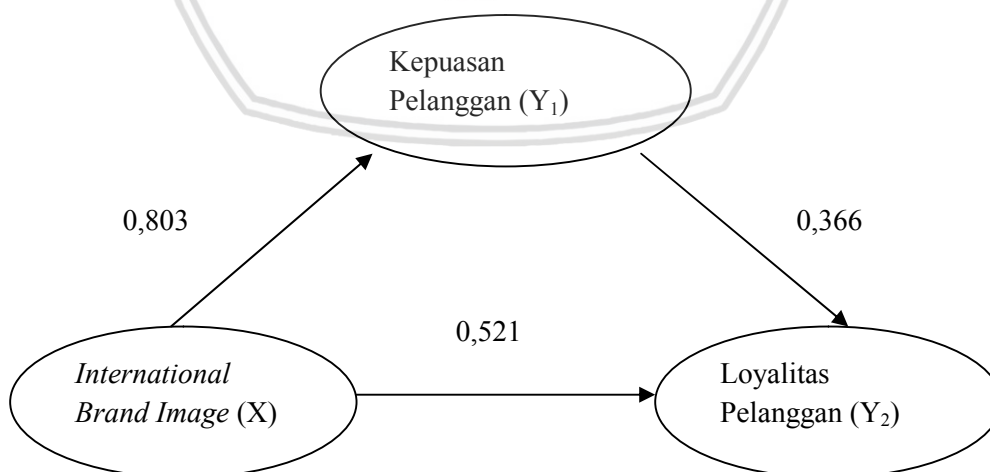 Kepuasan
Pelanggan (Y₁)
0,803
0,366
0,521
International
Brand Image (X)
Loyalitas
Pelanggan (Y₂)